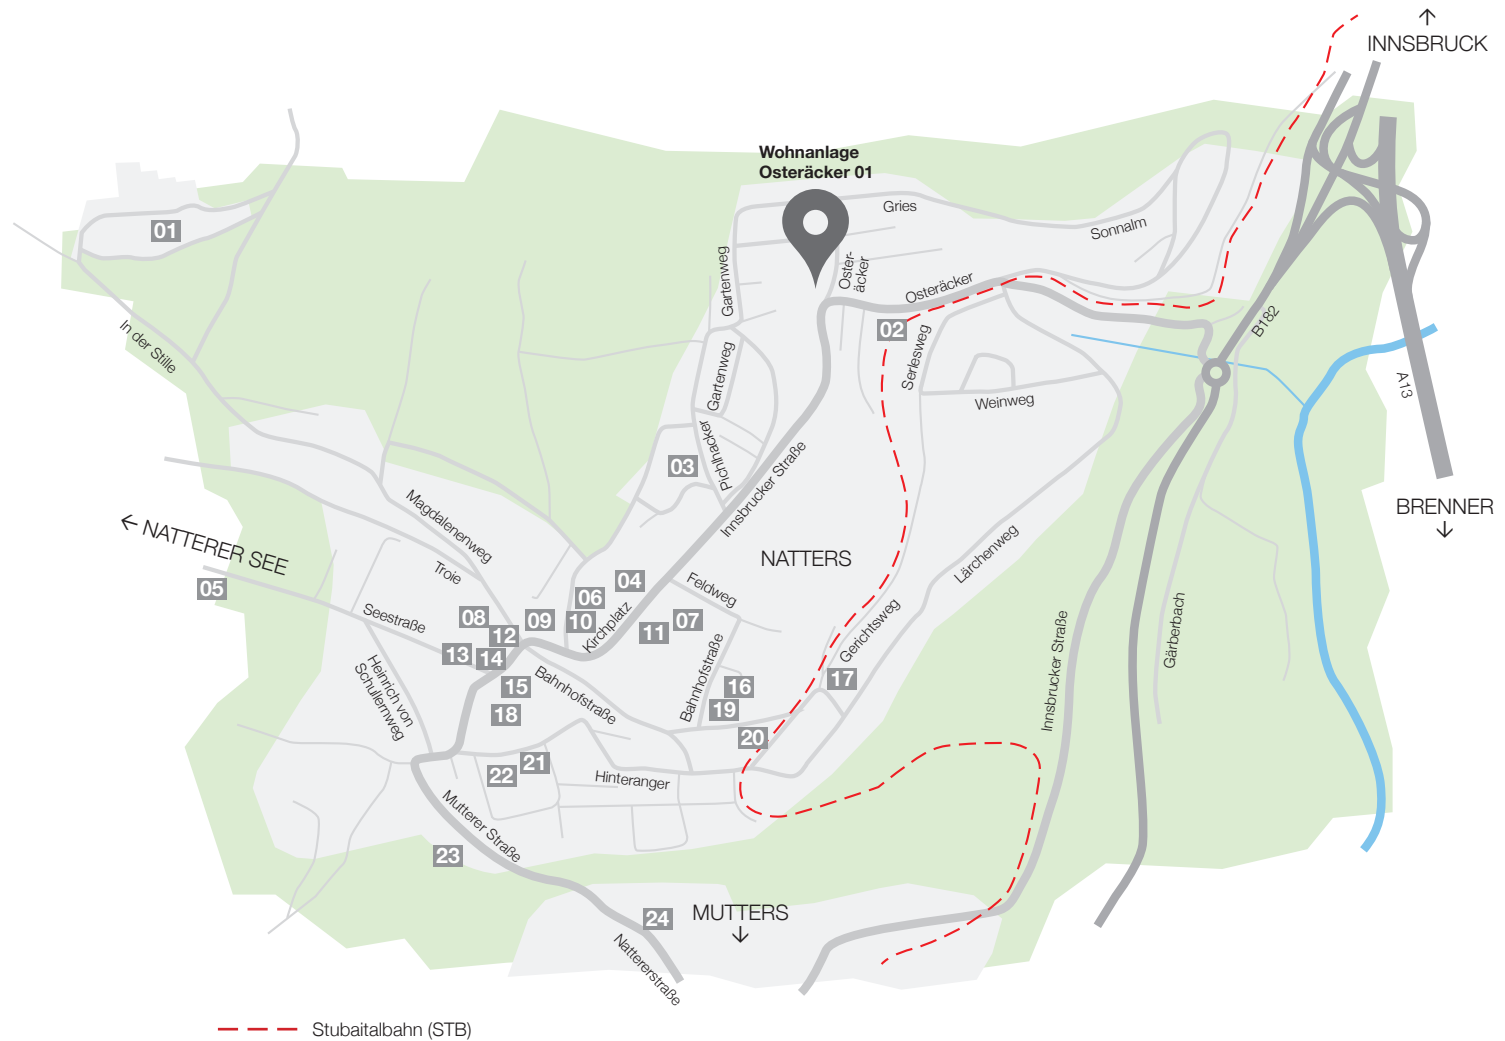 ↑
INNSBRUCK
Wohnanlage
Osteräcker 01
Gries
Sonnalm
01
Gartenweg
Oster-
äcker
Osteräcker
B182
02
In der Stille
Serlesweg
Gartenweg
Weinweg
A13
Pichlnacker
03
Innsbrucker Straße
Magdalenenweg
BRENNER
↓
← NATTERER SEE
NATTERS
Lärchenweg
Troie
05
04
06
Feldweg
Seestraße
08
09
10
Kirchplatz
07
11
12
13
14
Gerichtsweg
Gärberbach
Innsbrucker Straße
Heinrich von
Schullernweg
Bahnhofstraße
Bahnhofstraße
15
16
17
18
19
20
21
22
Hinteranger
Mutterer Straße
23
24
MUTTERS
↓
Nattererstraße
Stubaitalbahn (STB)